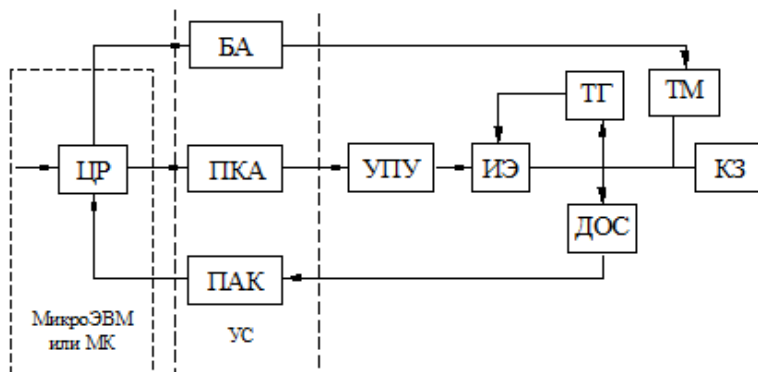 БА
ТГ
ТМ
ЦР
ПКА
УПУ
ИЭ
КЗ
ДОС
ПАК
МикроЭВМ
или МК
УС